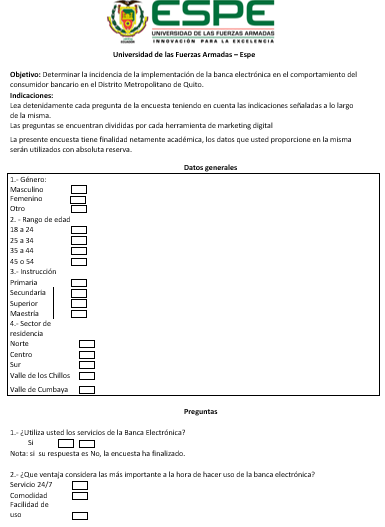 ESPE
UNIVERSIDAD DE LAS FUERZAS ARMADAS
INNOVACIÓN PARA LA EXCELENCIA
Universidad de las Fuerzas Armadas – Espe
Objetivo: Determinar la incidencia de la implementación de la banca electrónica en el comportamiento del
consumidor bancario en el Distrito Metropolitano de Quito.
Indicaciones:
Lea detenidamente cada pregunta de la encuesta teniendo en cuenta las indicaciones señaladas a lo largo
de la misma.
Las preguntas se encuentran divididas por cada herramienta de marketing digital
La presente encuesta tiene finalidad netamente académica, los datos que usted proporcione en la misma
serán utilizados con absoluta reserva.
Datos generales
1.- Género:
Masculino
Femenino
Otro
2. - Rango de edad
18 a 24
25 a 34
35 a 44
45 o 54
3.- Instrucción
Primaria
Secundaria
Superior
Maestría
4.- Sector de
residencia
Norte
Centro
Sur
Valle de los Chillos
Valle de Cumbaya
Preguntas
1.- ¿Utiliza usted los servicios de la Banca Electrónica?
Si
Nota: si su respuesta es No, la encuesta ha finalizado.
2.- ¿Que ventaja considera las más importante a la hora de hacer uso de la banca electrónica?
Servicio 24/7
Comodidad
Facilidad de
uso